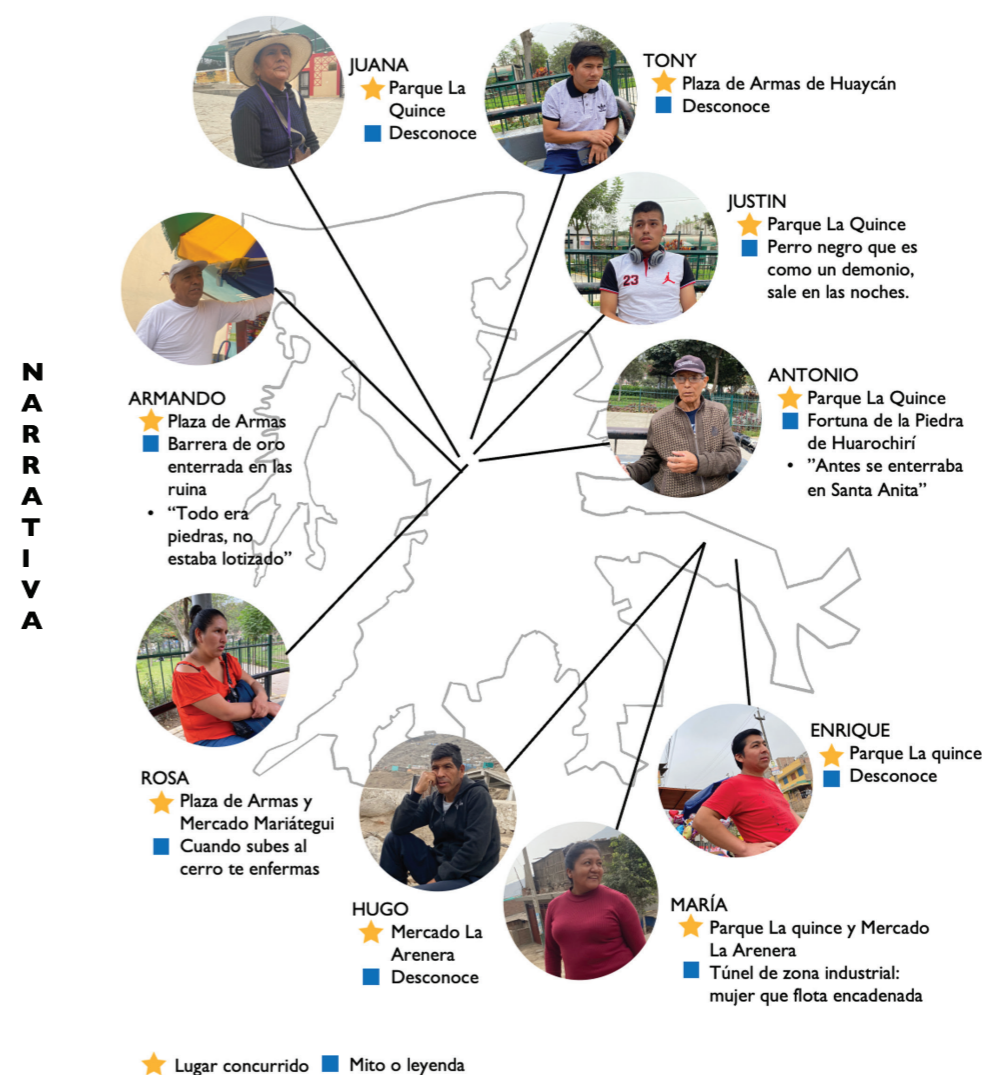 NARRATIVA
JUANA
Parque La
Quince
Desconoce
TONY
Plaza de Armas de Huaycán
Desconoce
JUSTIN
Parque La Quince
Perro negro que es
como un demonio,
sale en las noches.
23
ARMANDO
Plaza de Armas
Barrera de oro
enterrada en las
ruina
• “Todo era
piedras, no
estaba lotizado”
ANTONIO
Parque La Quince
Fortuna de la Piedra
de Huarochirí
• ”Antes se enterraba
en Santa Anita”
ROSA
Plaza de Armas y
Mercado Mariátegui
Cuando subes al
cerro te enfermas
HUGO
Mercado La
Arenera
Desconoce
MARÍA
Parque La quince y Mercado
La Arenera
Túnel de zona industrial:
mujer que flota encadenada
ENRIQUE
Parque La quince
Desconoce
Lugar concurrido Mito o leyenda